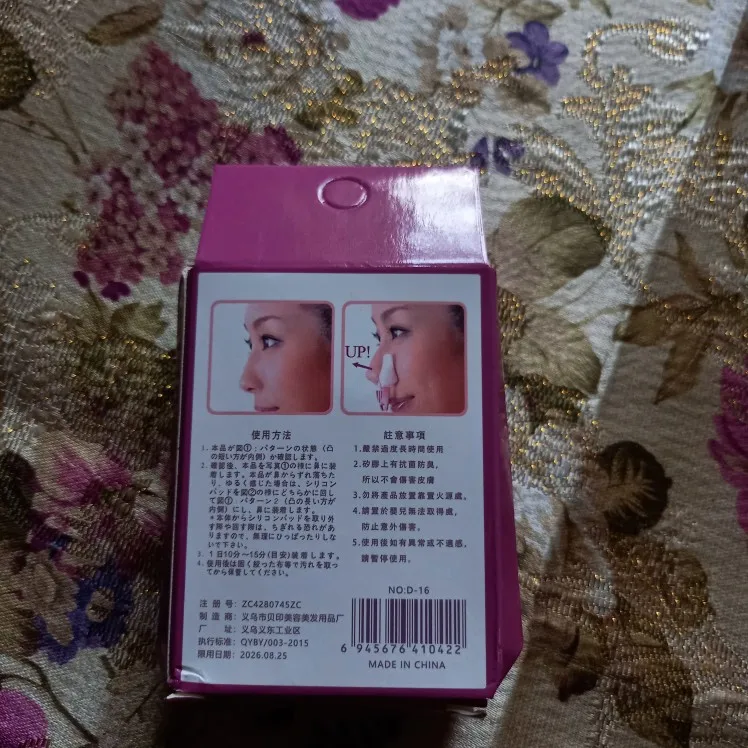 UP!
使用方法
1. 本品が図①:パターンの状態(凸
の短い方が内側)か確認します。
2. 確認後、本品を写真①の様に鼻に装
着します。本品が鼻からずれ落ちた
り、ゆるく感じた場合は、シリコン
パッドを図②の様にどちらかに回し
て図① パターン2(凸の長い方が
内側)にし、鼻に装着します。
*本体からシリコンパッドを取り外
す際や回す際は、ちぎれる恐れがあ
りますので、無理にひっぱったりしな
いで下さい。
3. 1日10分~15分(目安)装着します。
4. 使用後は固く絞った布等で汚れを取っ
てから保管してください。
註意事項
1.嚴禁過度長時間使用
2.矽膠上有抗菌防臭,
所以不會傷害皮膚
3.勿將產品放置靠置火源處。
4.請置於嬰兒無法取得處,
防止意外傷害。
5.使用後如有異常或不適感,
請暫停使用。
注 册 号: ZC4280745ZC
制 造 商: 义乌市贝印美容美发用品厂
厂 址: 义乌义东工业区
执行标准: QYBY/003-2015
限用日期: 2026.08.25
NO:D-16
6 945676 410422
MADE IN CHINA